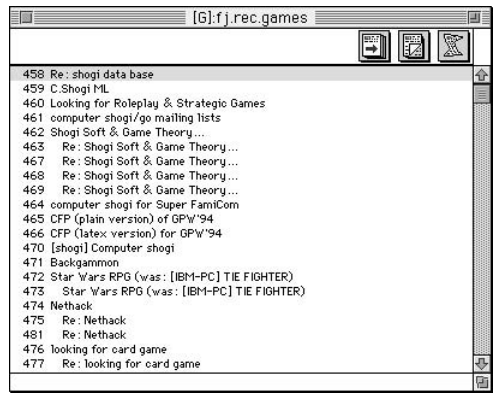 [G]:fj.rec.games
458 Re: shogi data base
459 C.Shogi ML
460 Looking for Roleplay & Strategic Games
461 computer shogi/go mailing lists
462 Shogi Soft & Game Theory...
463 Re: Shogi Soft & Game Theory...
467 Re: Shogi Soft & Game Theory...
468 Re: Shogi Soft & Game Theory...
469 Re: Shogi Soft & Game Theory...
464 computer shogi for Super FamiCom
465 CFP (plain version) of GPW'94
466 CFP (latex version) for GPW'94
470 [shogi] Computer shogi
471 Backgammon
472 Star Wars RPG (was: [IBM-PC] TIE FIGHTER)
473 Star Wars RPG (was: [IBM-PC] TIE FIGHTER)
474 Nethack
475 Re: Nethack
481 Re: Nethack
476 looking for card game
477 Re: looking for card game